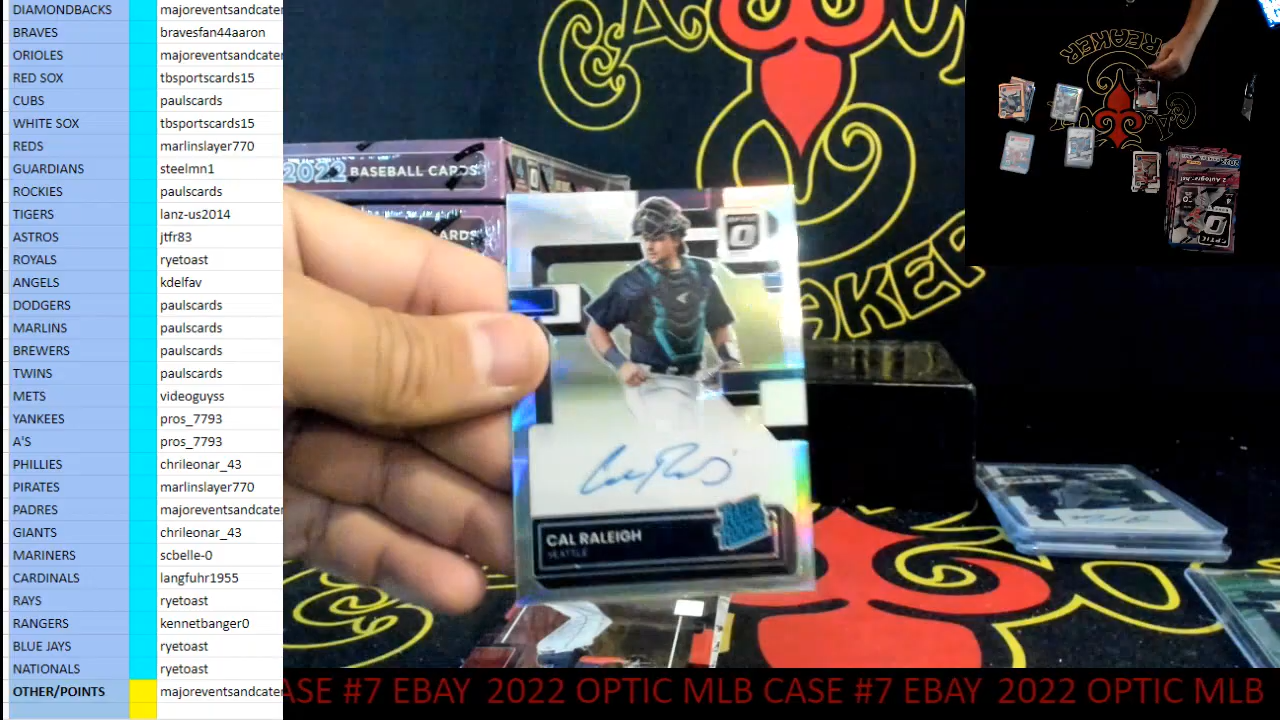 DIAMONDBACKS majoreventsandcater
BRAVES bravesfan44aaron
ORIOLES majoreventsandcater
RED SOX tbsportscards15
CUBS paulscards
WHITE SOX tbsportscards15
REDS marlinslayer770
GUARDIANS steelmn1
ROCKIES paulscards
TIGERS lanz-us2014
ASTROS jtfr83
ROYALS ryetoast
ANGELS kdelfav
DODGERS paulscards
MARLINS paulscards
BREWERS paulscards
TWINS paulscards
METS videoguyss
YANKEES pros_7793
A'S pros_7793
PHILLIES chrileonar_43
PIRATES marlinslayer770
PADRES majoreventsandcater
GIANTS chrileonar_43
MARINERS scbelle-0
CARDINALS langfuhr1955
RAYS ryetoast
RANGERS kennetbanger0
BLUE JAYS ryetoast
NATIONALS ryetoast
OTHER/POINTS majoreventsandcater
2022 BASEBALL CARDS
CARDS
CAL RALEIGH
SEATTLE
REAKER
AKER
OPTIC
ASE #7 EBAY 2022 OPTIC MLB CASE #7 EBAY 2022 OPTIC MLB